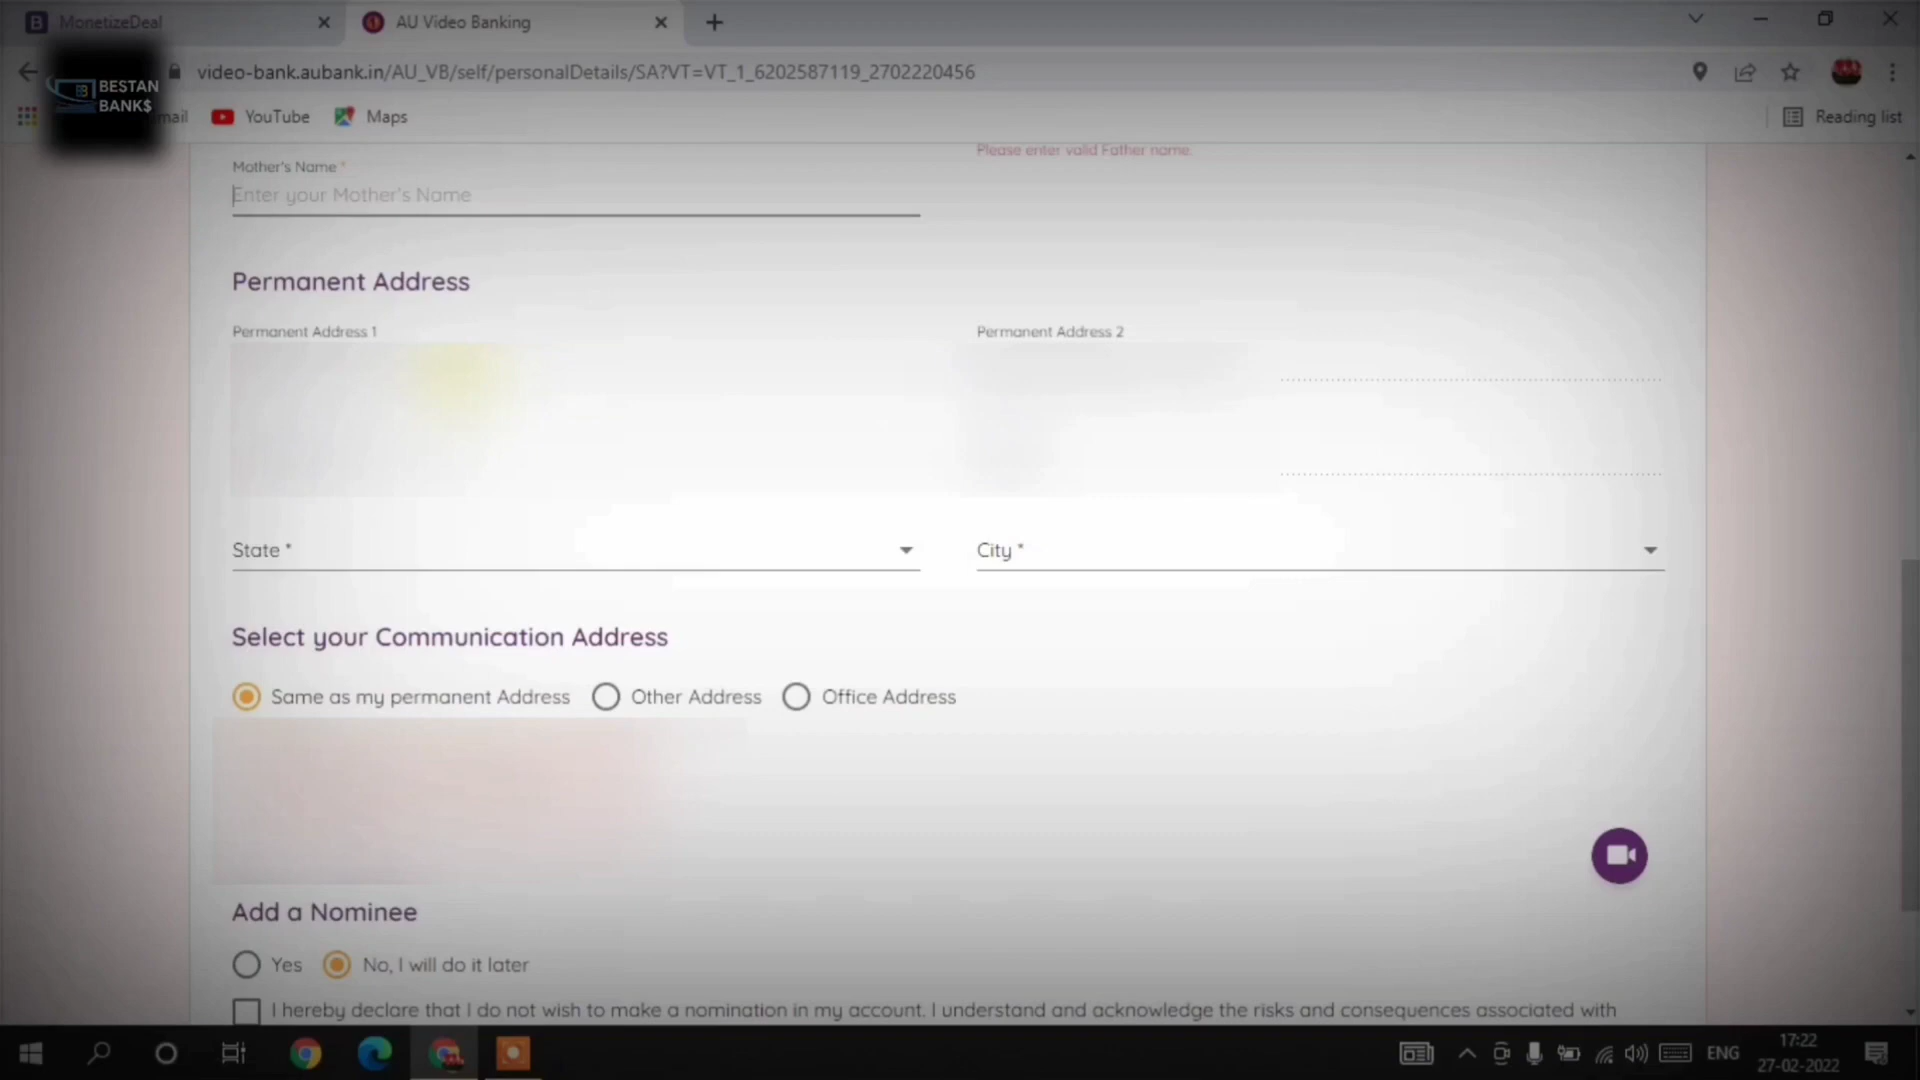 MonetizeDeal
AU Video Banking
video-bank.aubank.in/AU_VB/self/personalDetails/SA?VT=VT_1_6202587119_2702220456
BESTAN
BANK$
mail
YouTube
Maps
Reading list
Please enter valid Father name.
Mother's Name *
Enter your Mother's Name
Permanent Address
Permanent Address 1
Permanent Address 2
State *
City *
Select your Communication Address
Same as my permanent Address
Other Address
Office Address
Add a Nominee
Yes
No, I will do it later
I hereby declare that I do not wish to make a nomination in my account. I understand and acknowledge the risks and consequences associated with
ENG
17:22
27-02-2022